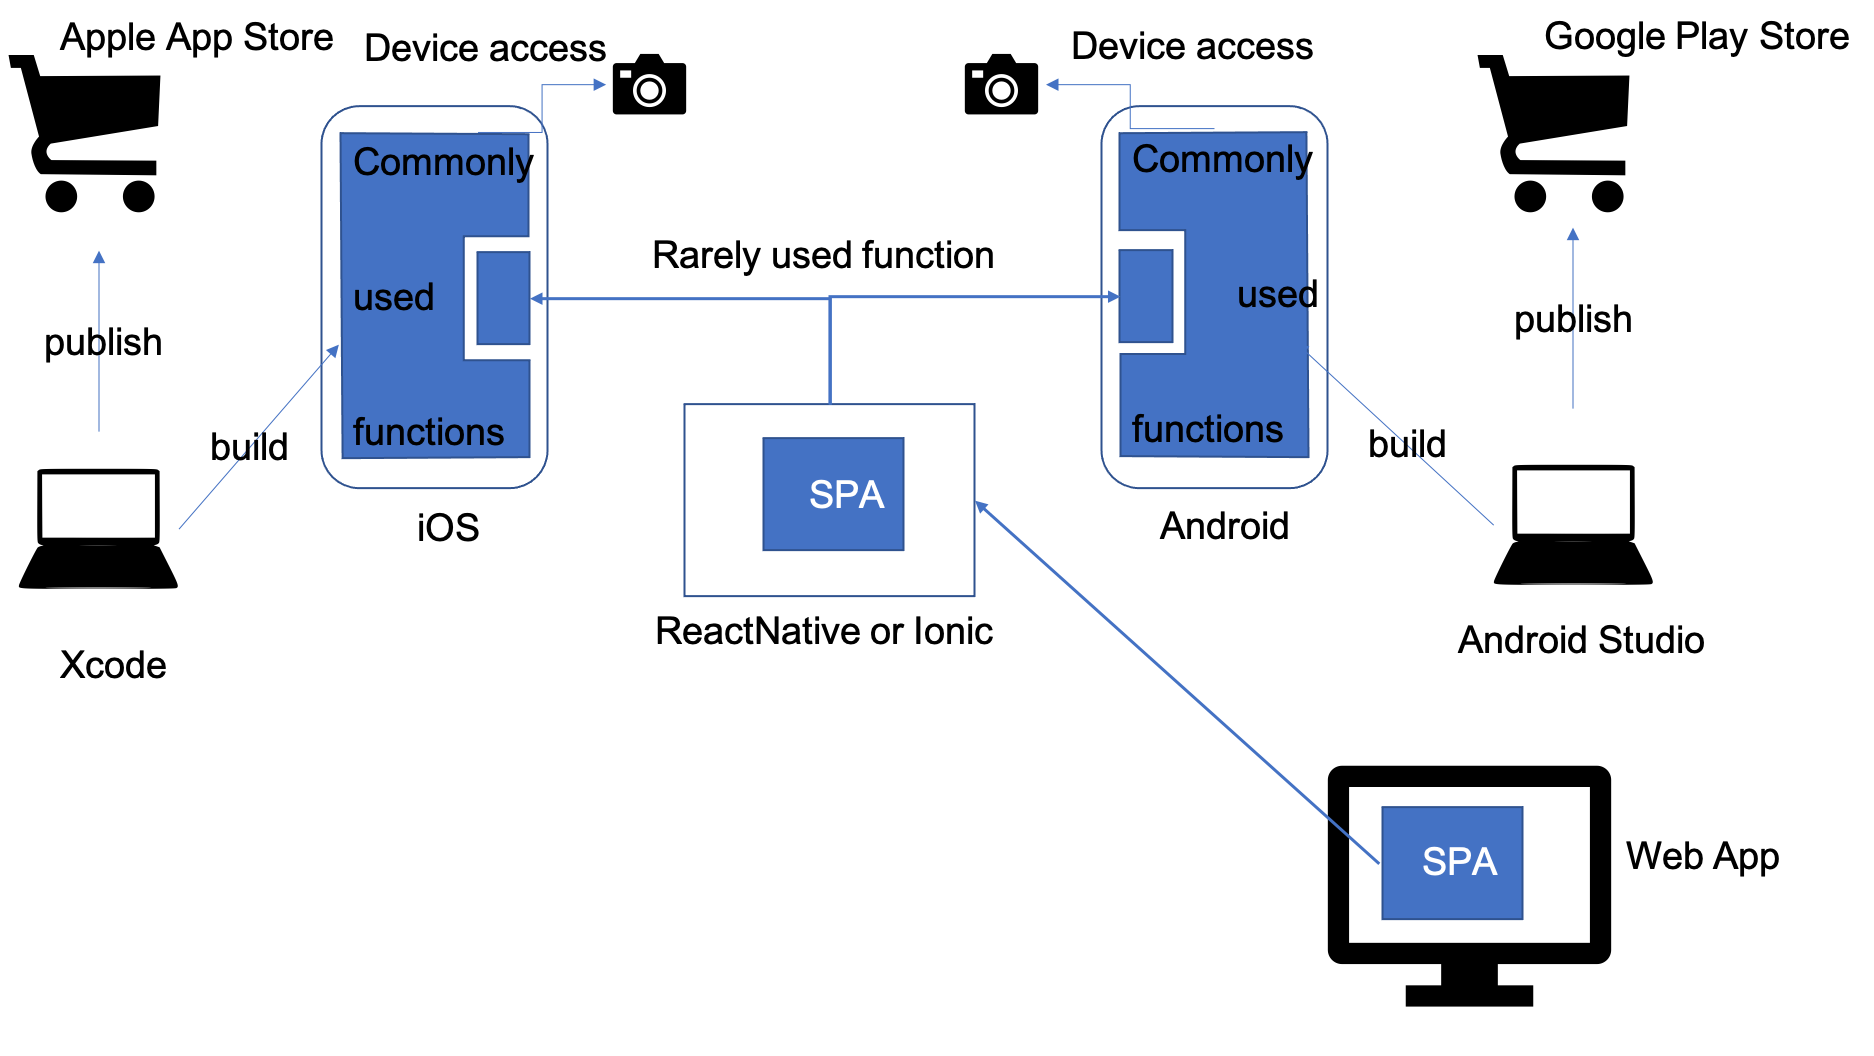 Apple App Store
Device access
Device access
Google Play Store
Commonly
used
functions
Commonly
used
functions
Rarely used function
publish
publish
build
build
iOS
SPA
Android
ReactNative or Ionic
Xcode
Android Studio
SPA
Web App